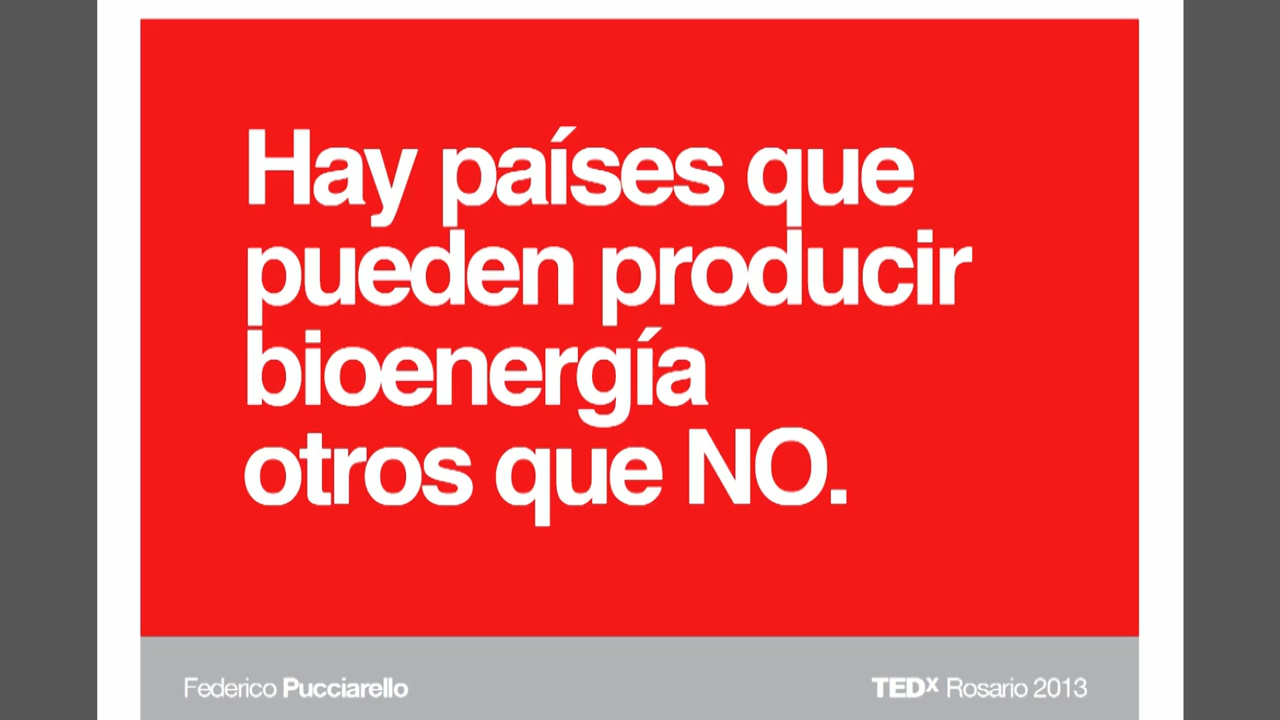 Hay países que
pueden producir
bioenergía
otros que NO.
Federico Pucciarello
TEDx Rosario 2013